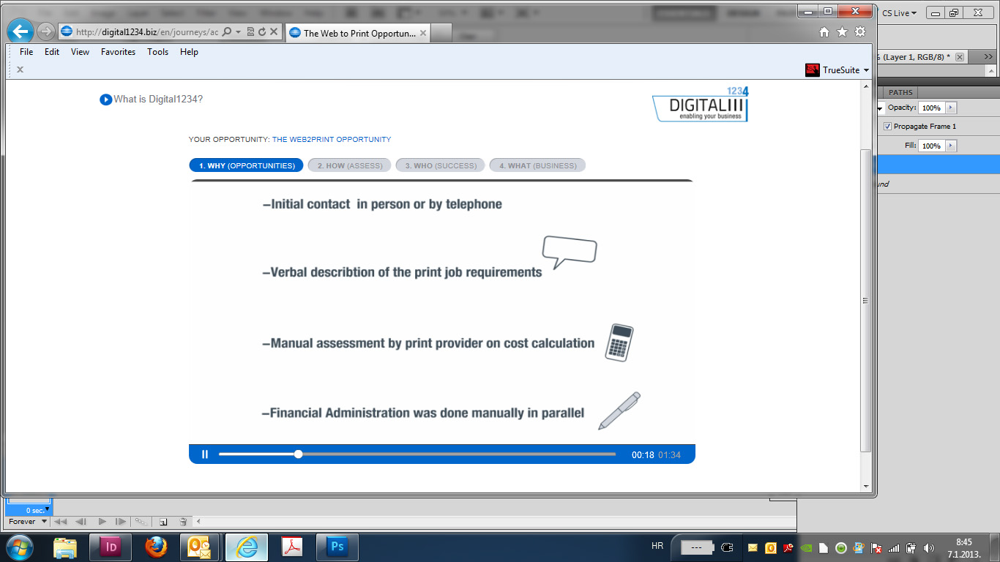 CS Live
http://digital1234.biz/en/journeys/ac
The Web to Print Opportun...
File Edit View Favorites Tools Help
x
TrueSuite
% (Layer 1, RGB/8) *
PATHS
Opacity: 100%
Propagate Frame 1
Fill: 100%
What is Digital1234?
1234
DIGITAL
enabling your business
YOUR OPPORTUNITY: THE WEB2PRINT OPPORTUNITY
1. WHY (OPPORTUNITIES) 2. HOW (ASSESS) 3. WHO (SUCCESS) 4. WHAT (BUSINESS)
–Initial contact in person or by telephone
–Verbal describtion of the print job requirements
–Manual assessment by print provider on cost calculation
–Financial Administration was done manually in parallel
00:18 01:34
0 sec.
Forever
Id
Ps
HR
---
8:45
7.1.2013.